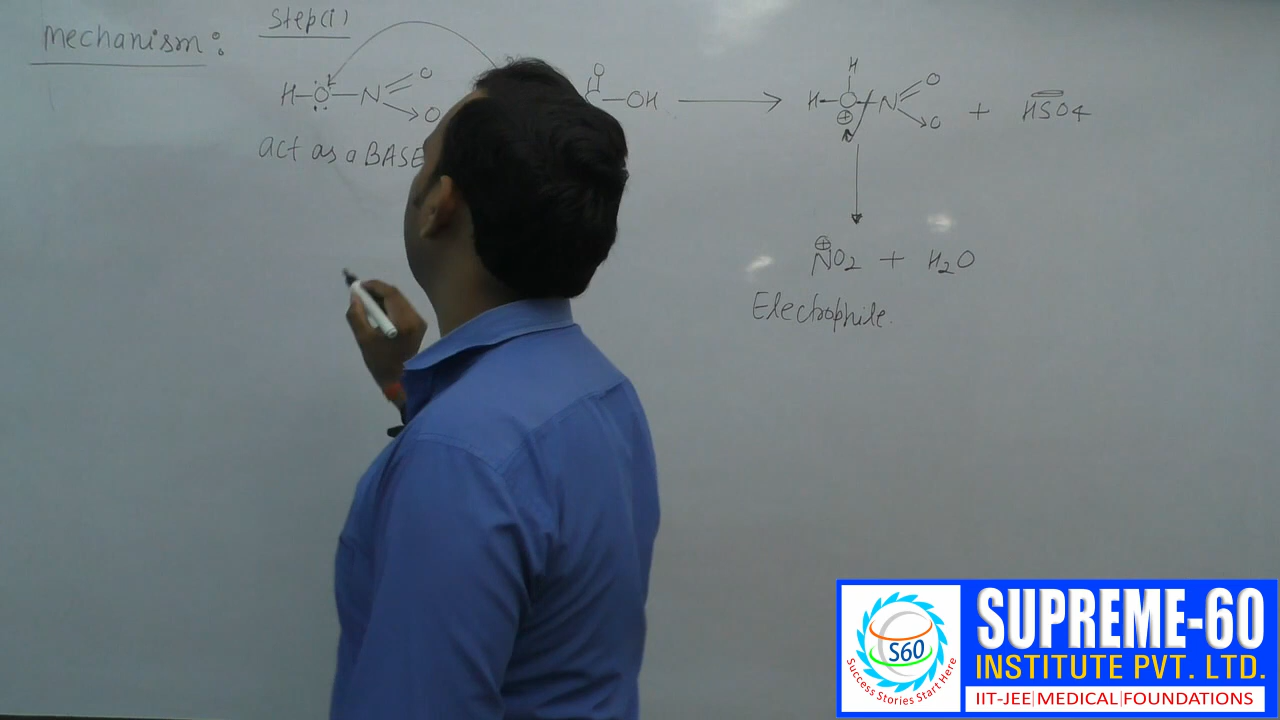 Mechanism:
Step(i)
H–Ö–N=O→O
O
–OH
H
H–O–N=O→O + HSO4
⊕
act as a BASE
⊕
NO2 + H2O
Electrophile.
S60
Success Stories Start Here
SUPREME-60
INSTITUTE PVT. LTD.
IIT-JEE|MEDICAL|FOUNDATIONS